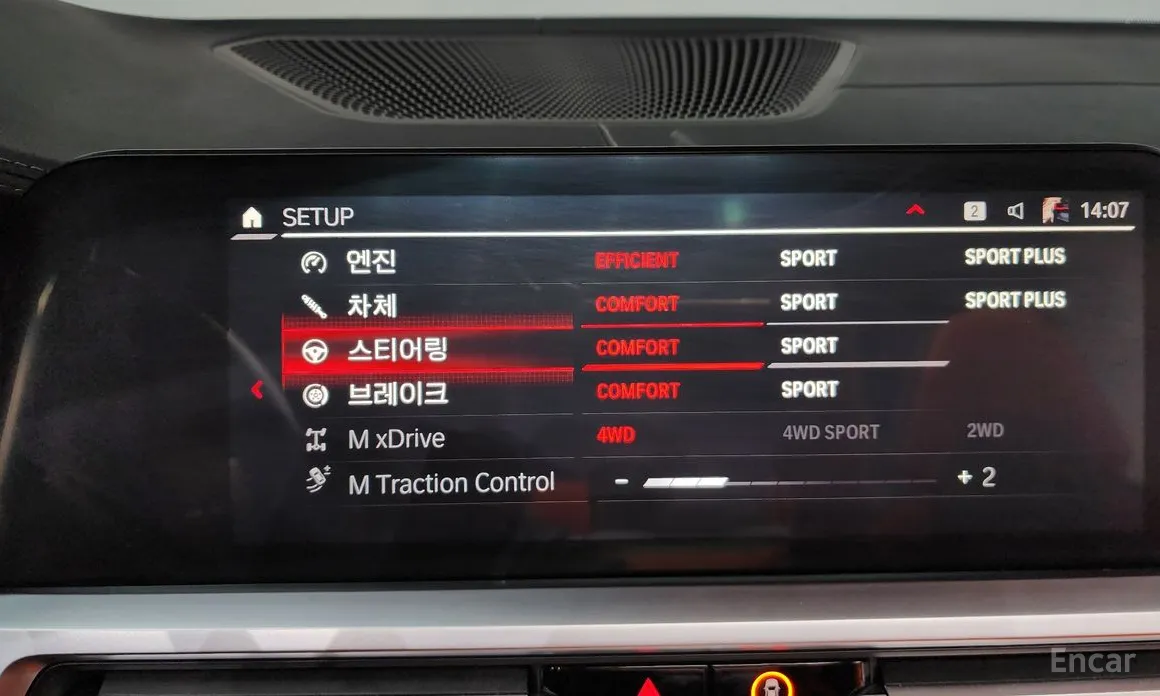 SETUP 2 14:07
엔진 EFFICIENT SPORT SPORT PLUS
차체 COMFORT SPORT SPORT PLUS
스티어링 COMFORT SPORT
브레이크 COMFORT SPORT
M xDrive 4WD 4WD SPORT 2WD
M Traction Control - + 2
Encar